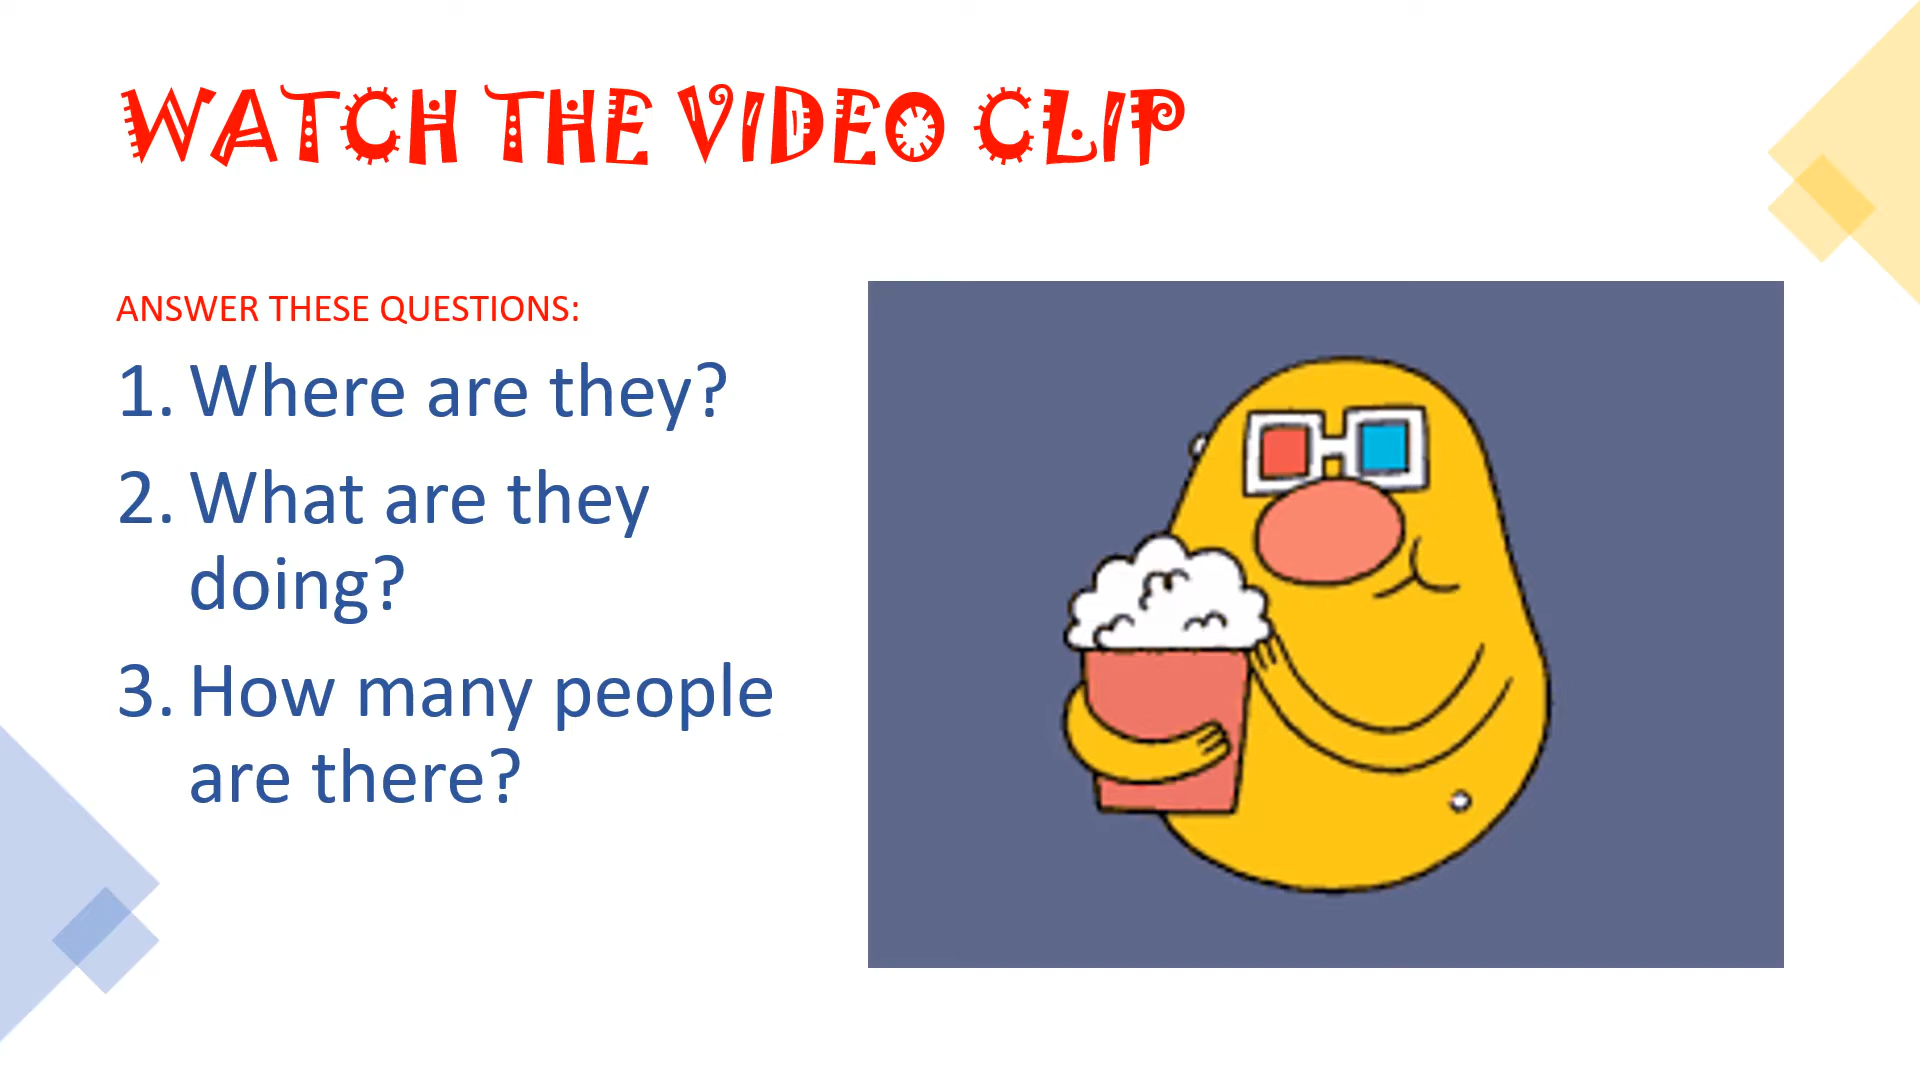 WATCH THE VIDEO CLIP
ANSWER THESE QUESTIONS:
1. Where are they?
2. What are they
doing?
3. How many people
are there?